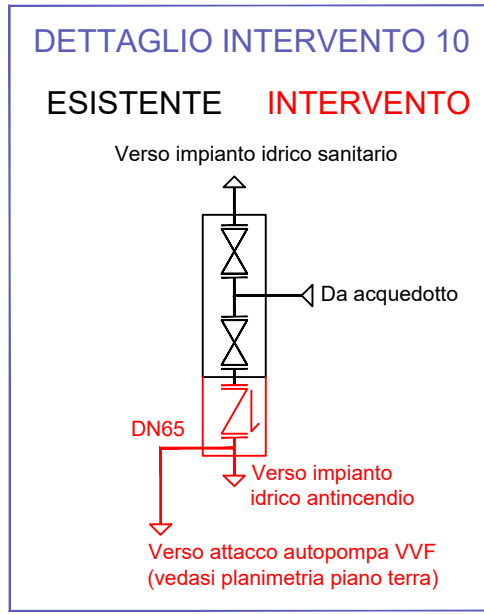 DETTAGLIO INTERVENTO 10
ESISTENTE INTERVENTO
Verso impianto idrico sanitario
Da acquedotto
DN65
Verso impianto
idrico antincendio
Verso attacco autopompa VVF
(vedasi planimetria piano terra)